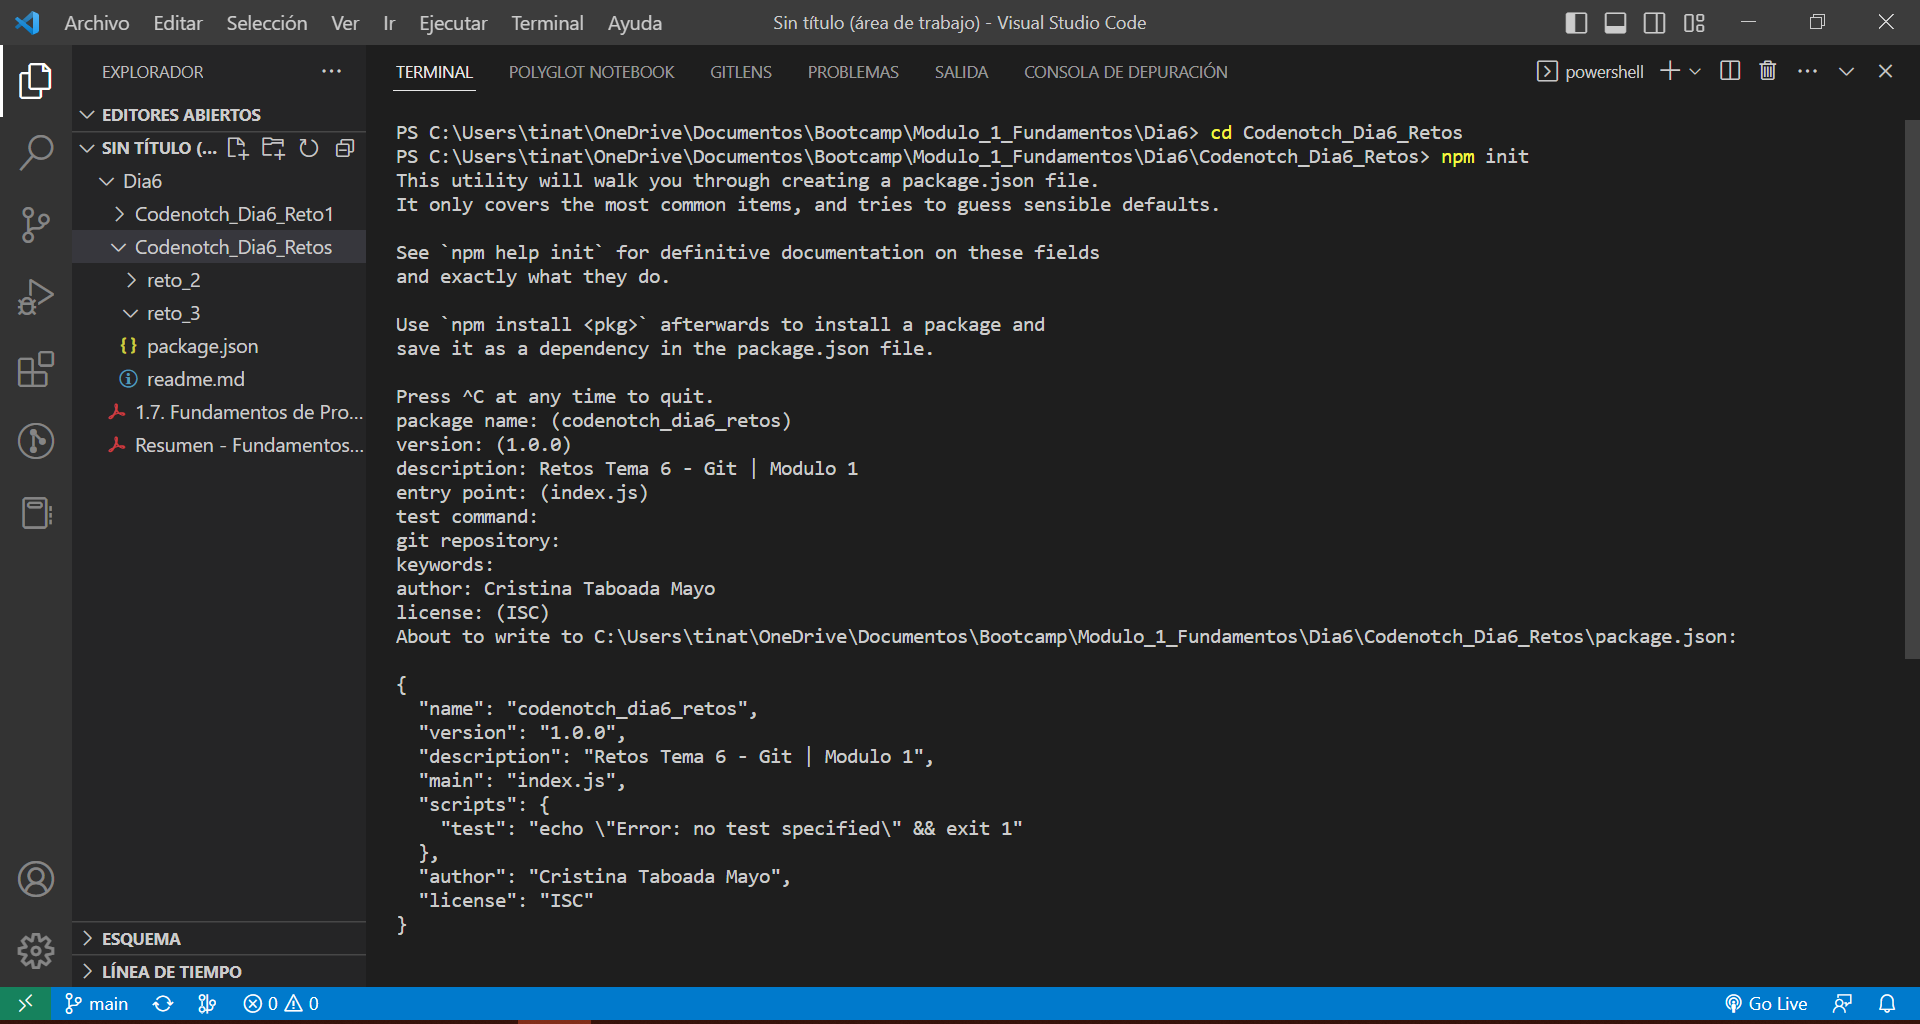 Archivo Editar Selección Ver Ir Ejecutar Terminal Ayuda
Sin título (área de trabajo) - Visual Studio Code
EXPLORADOR
EDITORES ABIERTOS
SIN TÍTULO (...
Dia6
Codenotch_Dia6_Reto1
Codenotch_Dia6_Retos
reto_2
reto_3
{} package.json
readme.md
1.7. Fundamentos de Pro...
Resumen - Fundamentos...
ESQUEMA
LÍNEA DE TIEMPO
TERMINAL POLYGLOT NOTEBOOK GITLENS PROBLEMAS SALIDA CONSOLA DE DEPURACIÓN
powershell
PS C:\Users\tinat\OneDrive\Documentos\Bootcamp\Modulo_1_Fundamentos\Dia6> cd Codenotch_Dia6_Retos
PS C:\Users\tinat\OneDrive\Documentos\Bootcamp\Modulo_1_Fundamentos\Dia6\Codenotch_Dia6_Retos> npm init
This utility will walk you through creating a package.json file.
It only covers the most common items, and tries to guess sensible defaults.
See `npm help init` for definitive documentation on these fields
and exactly what they do.
Use `npm install <pkg>` afterwards to install a package and
save it as a dependency in the package.json file.
Press ^C at any time to quit.
package name: (codenotch_dia6_retos)
version: (1.0.0)
description: Retos Tema 6 - Git | Modulo 1
entry point: (index.js)
test command:
git repository:
keywords:
author: Cristina Taboada Mayo
license: (ISC)
About to write to C:\Users\tinat\OneDrive\Documentos\Bootcamp\Modulo_1_Fundamentos\Dia6\Codenotch_Dia6_Retos\package.json:
{
  "name": "codenotch_dia6_retos",
  "version": "1.0.0",
  "description": "Retos Tema 6 - Git | Modulo 1",
  "main": "index.js",
  "scripts": {
    "test": "echo \"Error: no test specified\" && exit 1"
  },
  "author": "Cristina Taboada Mayo",
  "license": "ISC"
}
main 0 0
Go Live